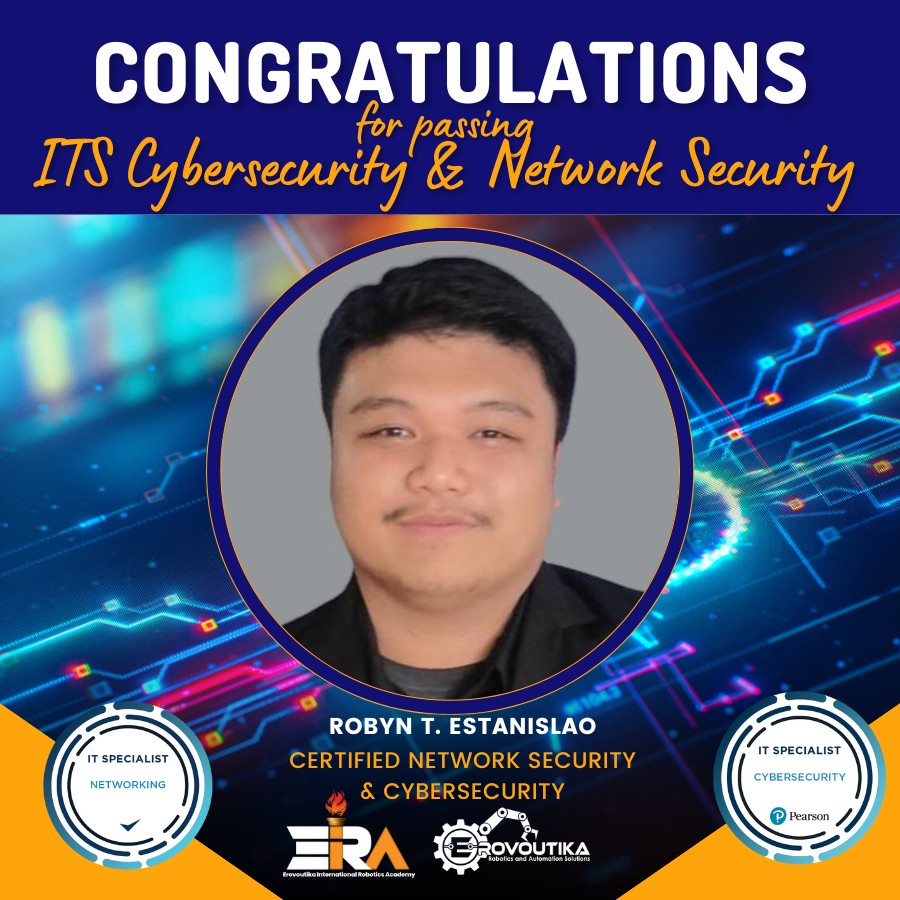 CONGRATULATIONS
for passing
ITS Cybersecurity & Network Security
ROBYN T. ESTANISLAO
CERTIFIED NETWORK SECURITY
& CYBERSECURITY
IT SPECIALIST
NETWORKING
IT SPECIALIST
CYBERSECURITY
Pearson
ERA
Erovoutika International Robotics Academy
EROVOUTIKA
Robotics and Automation Solutions